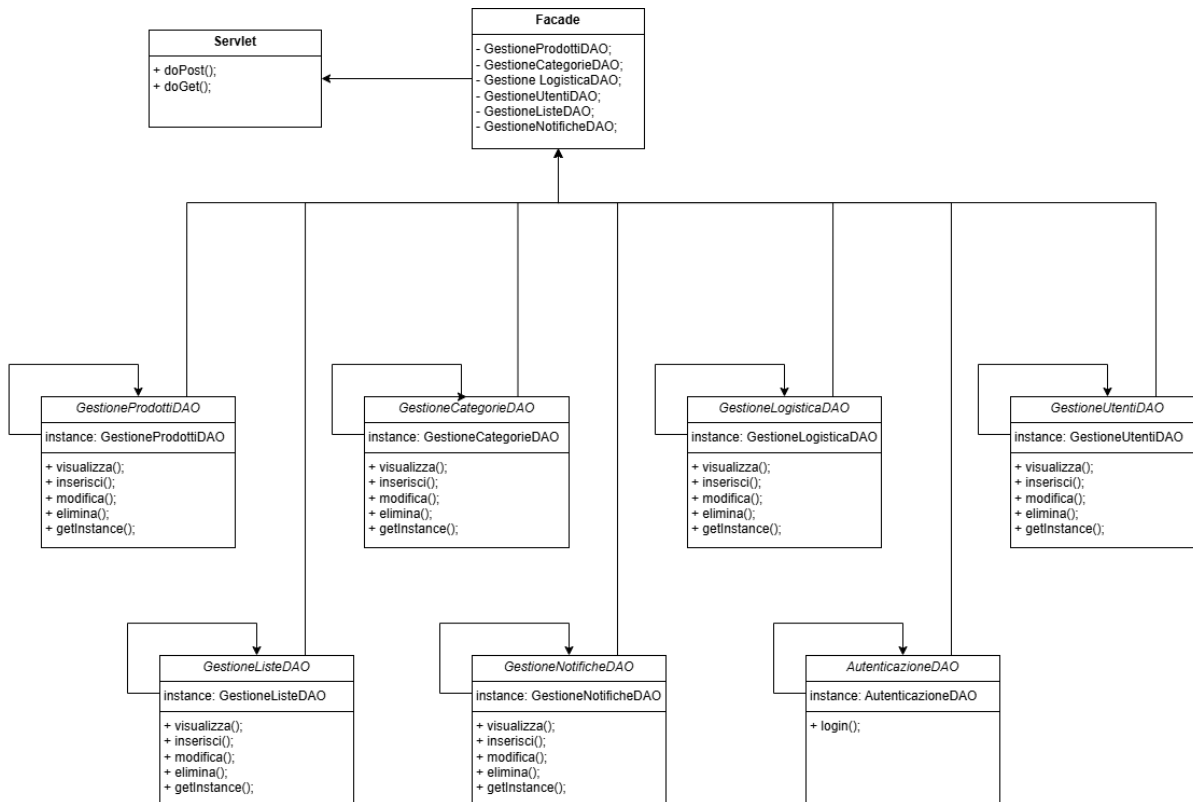 Facade
- GestioneProdottiDAO;
- GestioneCategorieDAO;
- Gestione LogisticaDAO;
- GestioneUtentiDAO;
- GestioneListeDAO;
- GestioneNotificheDAO;
Servlet
+ doPost();
+ doGet();
GestioneProdottiDAO
instance: GestioneProdottiDAO
+ visualizza();
+ inserisci();
+ modifica();
+ elimina();
+ getInstance();
GestioneCategorieDAO
instance: GestioneCategorieDAO
+ visualizza();
+ inserisci();
+ modifica();
+ elimina();
+ getInstance();
GestioneLogisticaDAO
instance: GestioneLogisticaDAO
+ visualizza();
+ inserisci();
+ modifica();
+ elimina();
+ getInstance();
GestioneUtentiDAO
instance: GestioneUtentiDAO
+ visualizza();
+ inserisci();
+ modifica();
+ elimina();
+ getInstance();
GestioneListeDAO
instance: GestioneListeDAO
+ visualizza();
+ inserisci();
+ modifica();
+ elimina();
+ getInstance();
GestioneNotificheDAO
instance: GestioneNotificheDAO
+ visualizza();
+ inserisci();
+ modifica();
+ elimina();
+ getInstance();
AutenticazioneDAO
instance: AutenticazioneDAO
+ login();